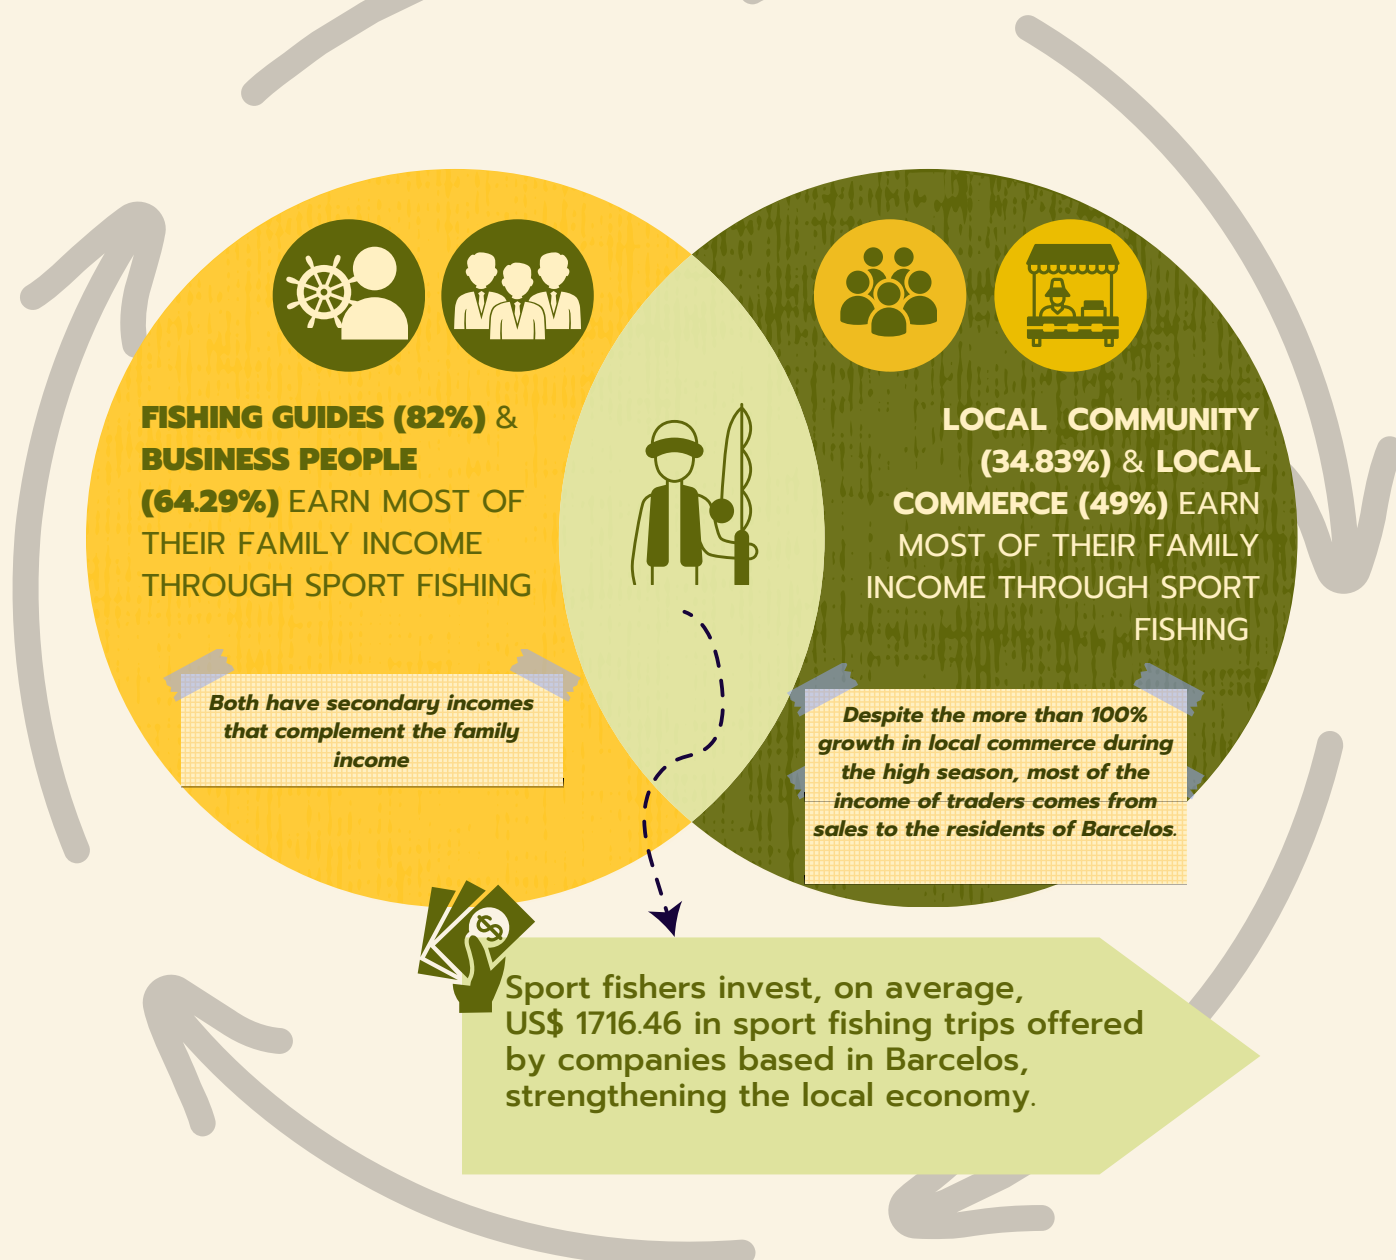 FISHING GUIDES (82%) &
BUSINESS PEOPLE
(64.29%) EARN MOST OF
THEIR FAMILY INCOME
THROUGH SPORT FISHING
Both have secondary incomes
that complement the family
income
LOCAL COMMUNITY
(34.83%) & LOCAL
COMMERCE (49%) EARN
MOST OF THEIR FAMILY
INCOME THROUGH SPORT
FISHING
Despite the more than 100%
growth in local commerce during
the high season, most of the
income of traders comes from
sales to the residents of Barcelos.
$
Sport fishers invest, on average,
US$ 1716.46 in sport fishing trips offered
by companies based in Barcelos,
strengthening the local economy.